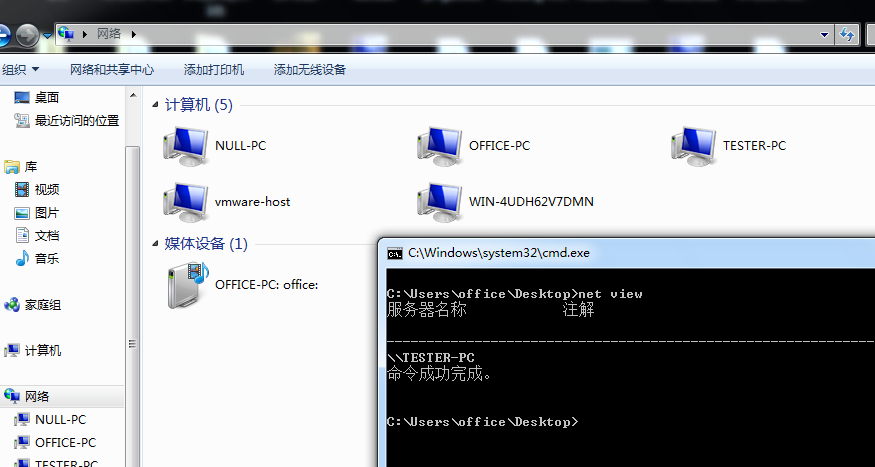 网络
组织 网络和共享中心 添加打印机 添加无线设备
桌面
最近访问的位置
库
视频
图片
文档
音乐
家庭组
计算机
网络
NULL-PC
OFFICE-PC
TESTER-PC
计算机 (5)
NULL-PC OFFICE-PC TESTER-PC
vmware-host WIN-4UDH62V7DMN
媒体设备 (1)
OFFICE-PC: office:
C:\Windows\system32\cmd.exe
C:\Users\office\Desktop>net view
服务器名称 注解
-------------------------------------------------------------------------------
\\TESTER-PC
命令成功完成。
C:\Users\office\Desktop>